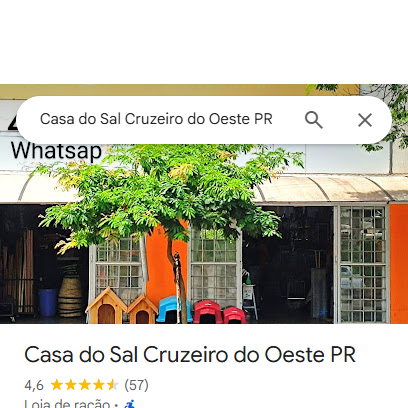 Casa do Sal Cruzeiro do Oeste PR
Whatsap
Casa do Sal Cruzeiro do Oeste PR
4,6 (57)
Loja de ração ·